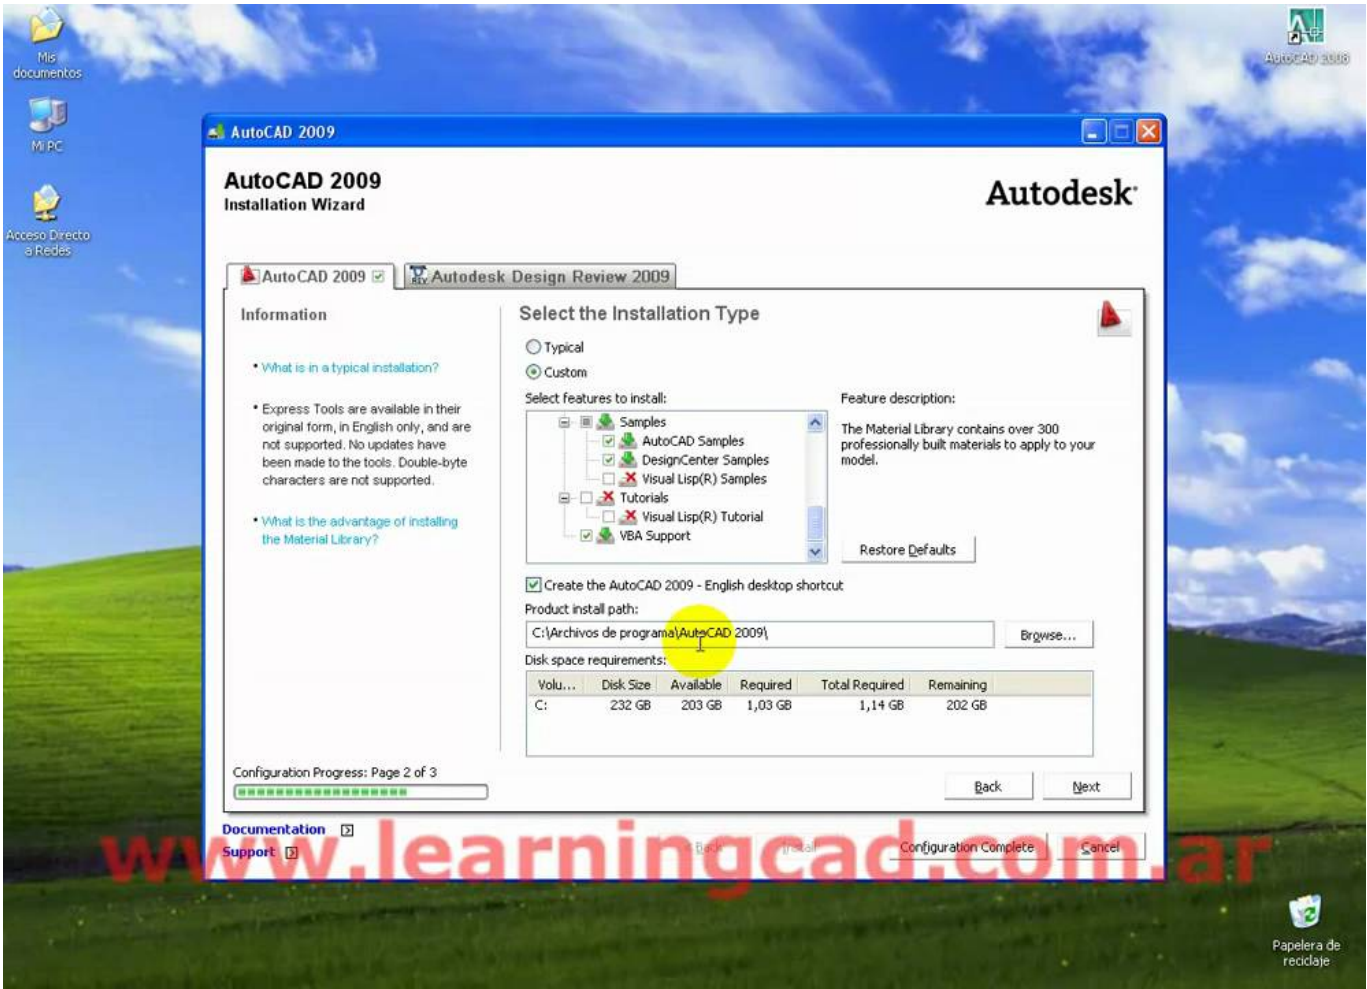 Mis
documentos
AutoCAD 2008
Mi PC
Acceso Directo
a Redes
AutoCAD 2009
AutoCAD 2009
Installation Wizard
Autodesk
AutoCAD 2009
Autodesk Design Review 2009
Information
• What is in a typical installation?
• Express Tools are available in their
original form, in English only, and are
not supported. No updates have
been made to the tools. Double-byte
characters are not supported.
• What is the advantage of installing
the Material Library?
Select the Installation Type
Typical
Custom
Select features to install:
Samples
AutoCAD Samples
DesignCenter Samples
Visual Lisp(R) Samples
Tutorials
Visual Lisp(R) Tutorial
VBA Support
Feature description:
The Material Library contains over 300
professionally built materials to apply to your
model.
Restore Defaults
Create the AutoCAD 2009 - English desktop shortcut
Product install path:
C:\Archivos de programa\AutoCAD 2009\
Browse...
Disk space requirements:
Volu... Disk Size Available Required Total Required Remaining
C: 232 GB 203 GB 1,03 GB 1,14 GB 202 GB
Configuration Progress: Page 2 of 3
Back Next
Documentation
Support
< Back Install Configuration Complete Cancel
www.learningcad.com.ar
Papelera de
reciclaje